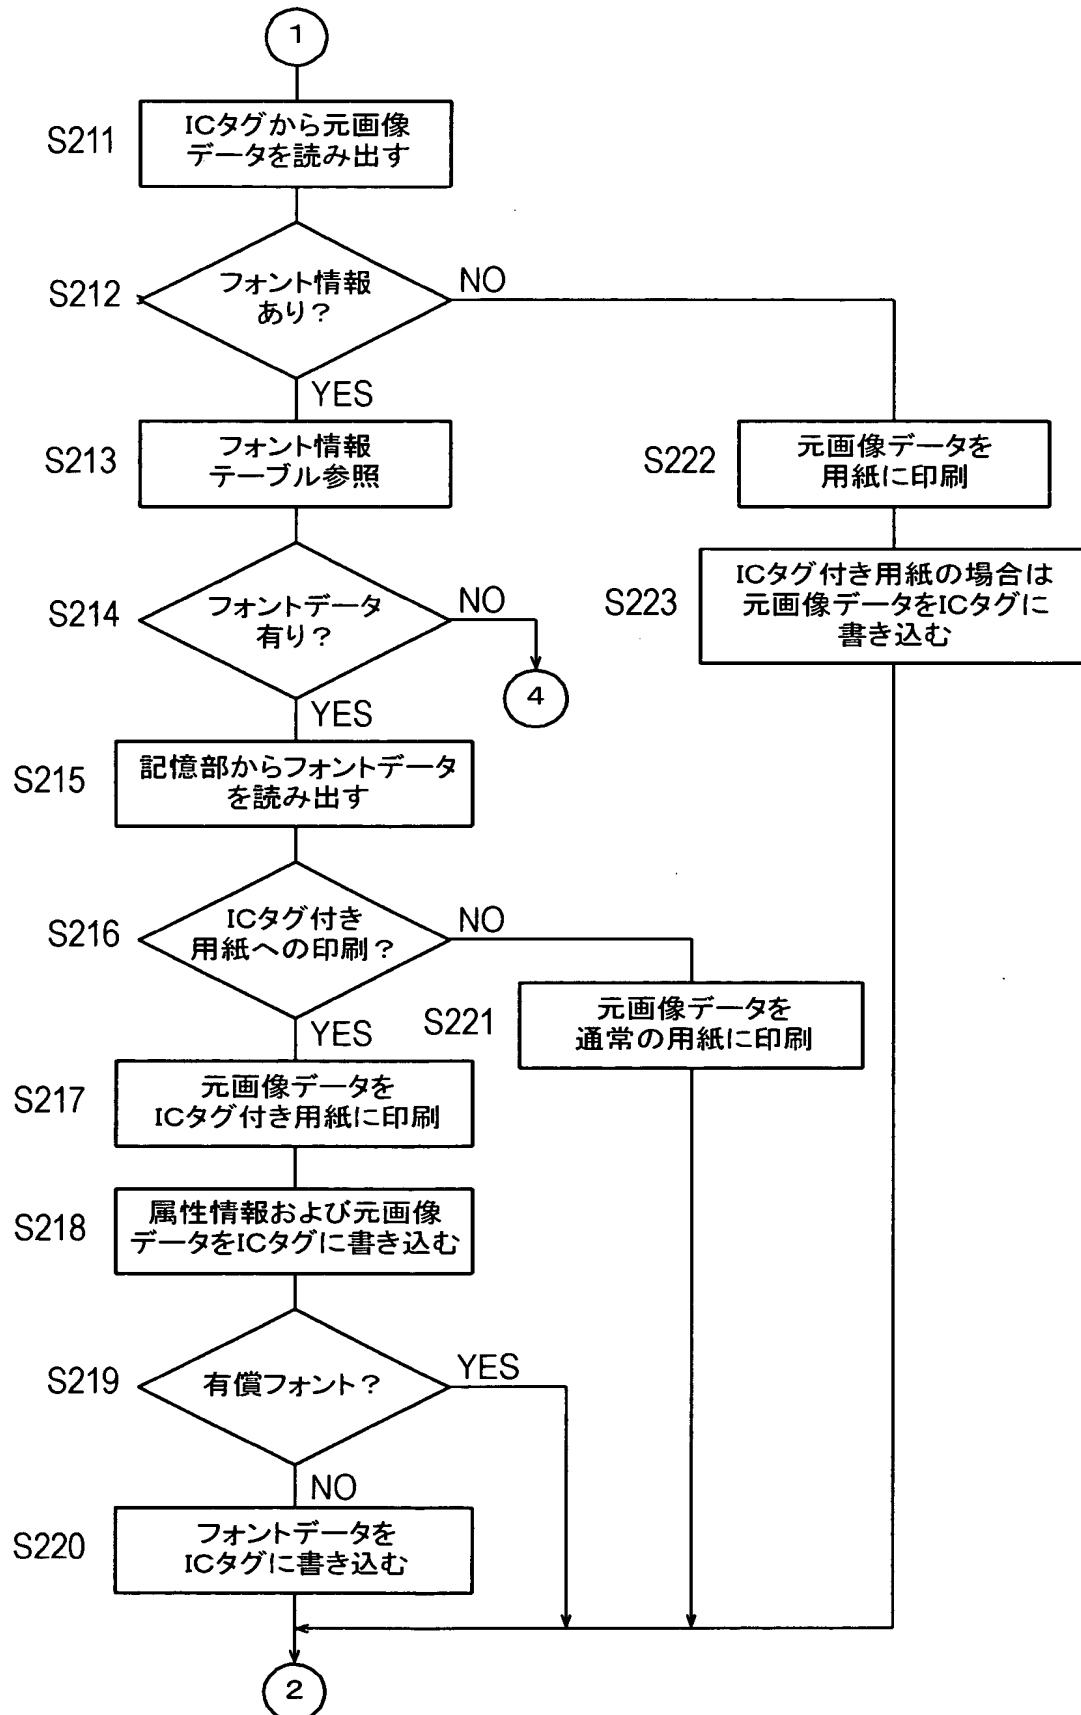 1
S211
ICタグから元画像
データを読み出す
S212
フォント情報
あり?
NO
YES
S213
フォント情報
テーブル参照
S222
元画像データを
用紙に印刷
S223
ICタグ付き用紙の場合は
元画像データをICタグに
書き込む
S214
フォントデータ
有り?
NO
4
YES
S215
記憶部からフォントデータ
を読み出す
S216
ICタグ付き
用紙への印刷?
NO
YES
S221
元画像データを
通常の用紙に印刷
S217
元画像データを
ICタグ付き用紙に印刷
S218
属性情報および元画像
データをICタグに書き込む
S219
有償フォント?
YES
NO
S220
フォントデータを
ICタグに書き込む
2